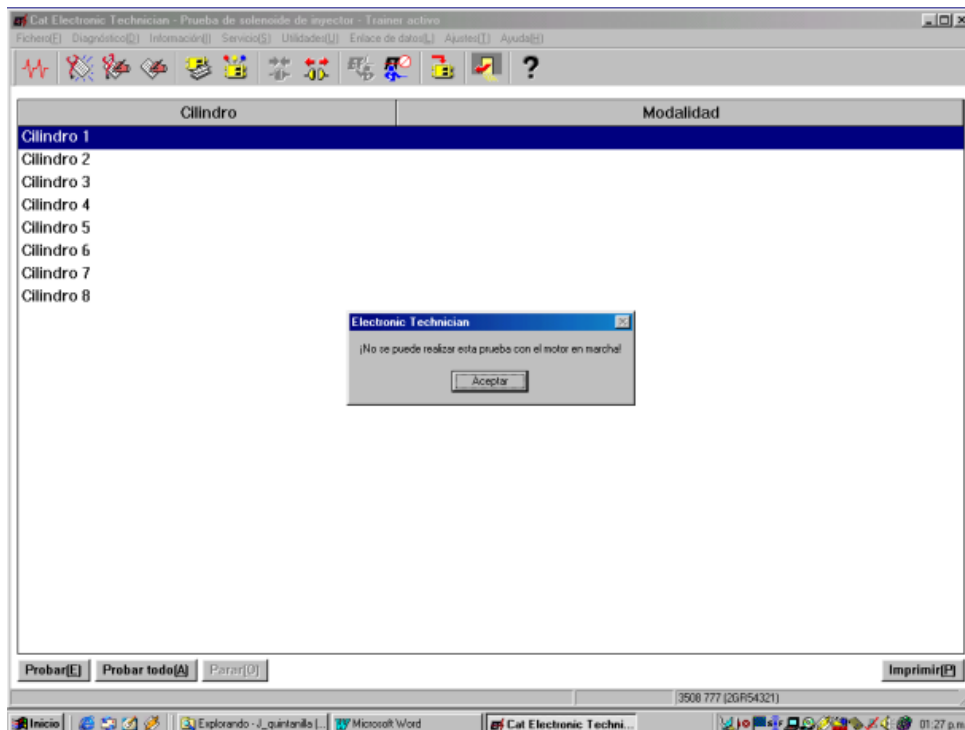 Cat Electronic Technician - Prueba de solenoide de inyector - Trainer activo
Fichero(F) Diagnóstico(D) Información(I) Servicio(S) Utilidades(U) Enlace de datos(L) Ajustes(T) Ayuda(H)
Cilindro Modalidad
Cilindro 1
Cilindro 2
Cilindro 3
Cilindro 4
Cilindro 5
Cilindro 6
Cilindro 7
Cilindro 8
Electronic Technician
¡No se puede realizar esta prueba con el motor en marcha!
Aceptar
Probar(E) Probar todo(A) Parar(O) Imprimir(P)
3508 777 (2GR54321)
Inicio Explorando - J_quintanilla (... Microsoft Word Cat Electronic Techni... 01:27 p.m.